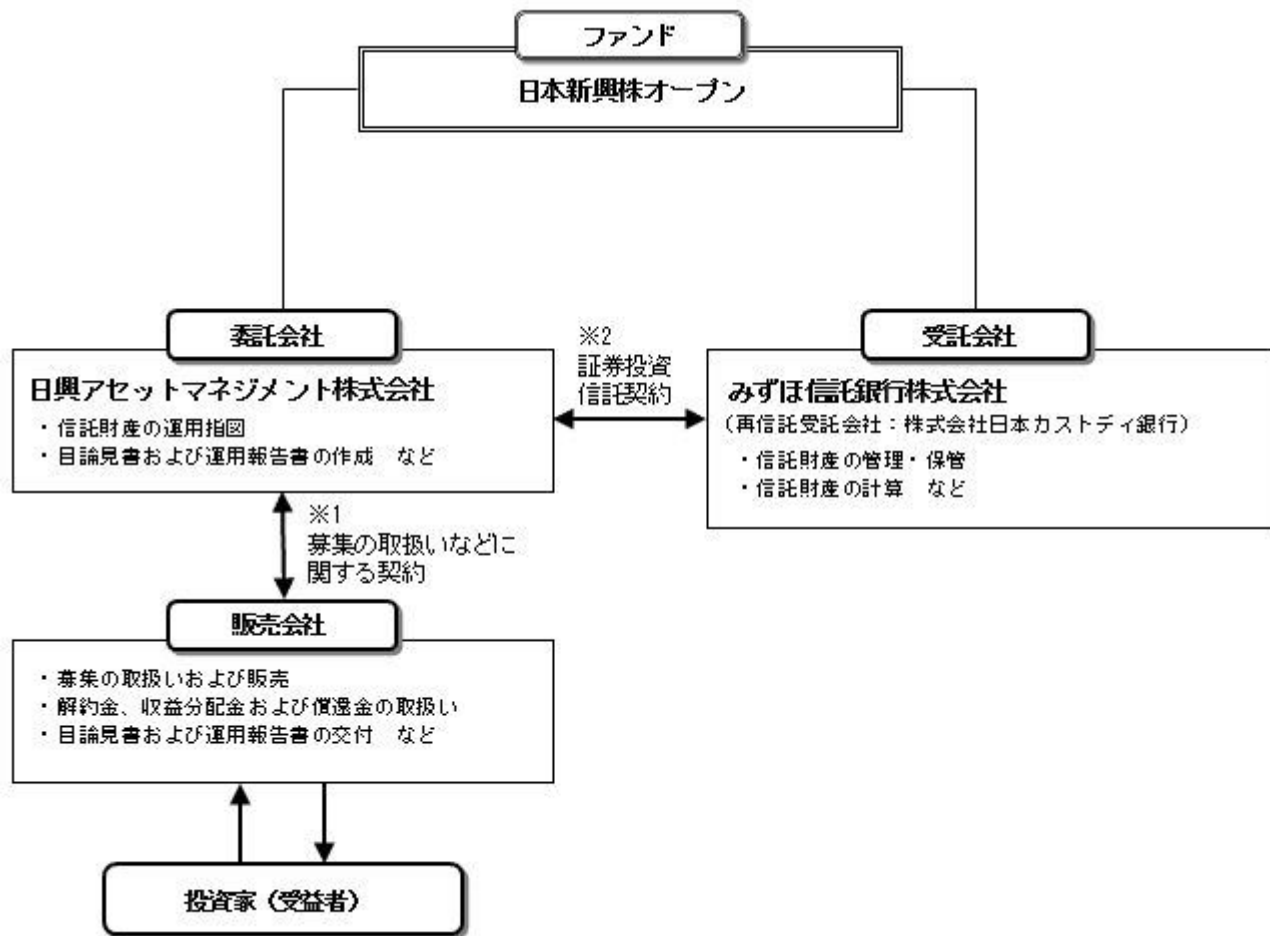 ファンド
日本新興株オープン
委託会社
日興アセットマネジメント株式会社
・信託財産の運用指図
・目論見書および運用報告書の作成 など
※2
証券投資
信託契約
受託会社
みずほ信託銀行株式会社
(再信託受託会社:株式会社日本カストディ銀行)
・信託財産の管理・保管
・信託財産の計算 など
※1
募集の取扱いなどに
関する契約
販売会社
・募集の取扱いおよび販売
・解約金、収益分配金および償還金の取扱い
・目論見書および運用報告書の交付 など
投資家(受益者)